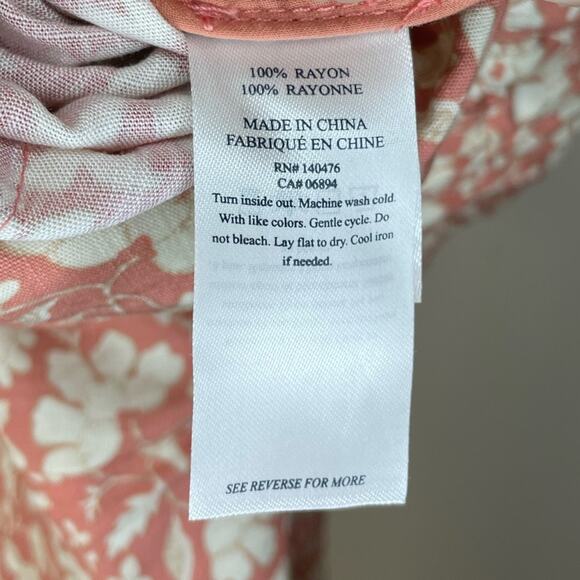 100% RAYON
100% RAYONNE
MADE IN CHINA
FABRIQUÉ EN CHINE
RN# 140476
CA# 06894
Turn inside out. Machine wash cold.
With like colors. Gentle cycle. Do
not bleach. Lay flat to dry. Cool iron
if needed.
SEE REVERSE FOR MORE